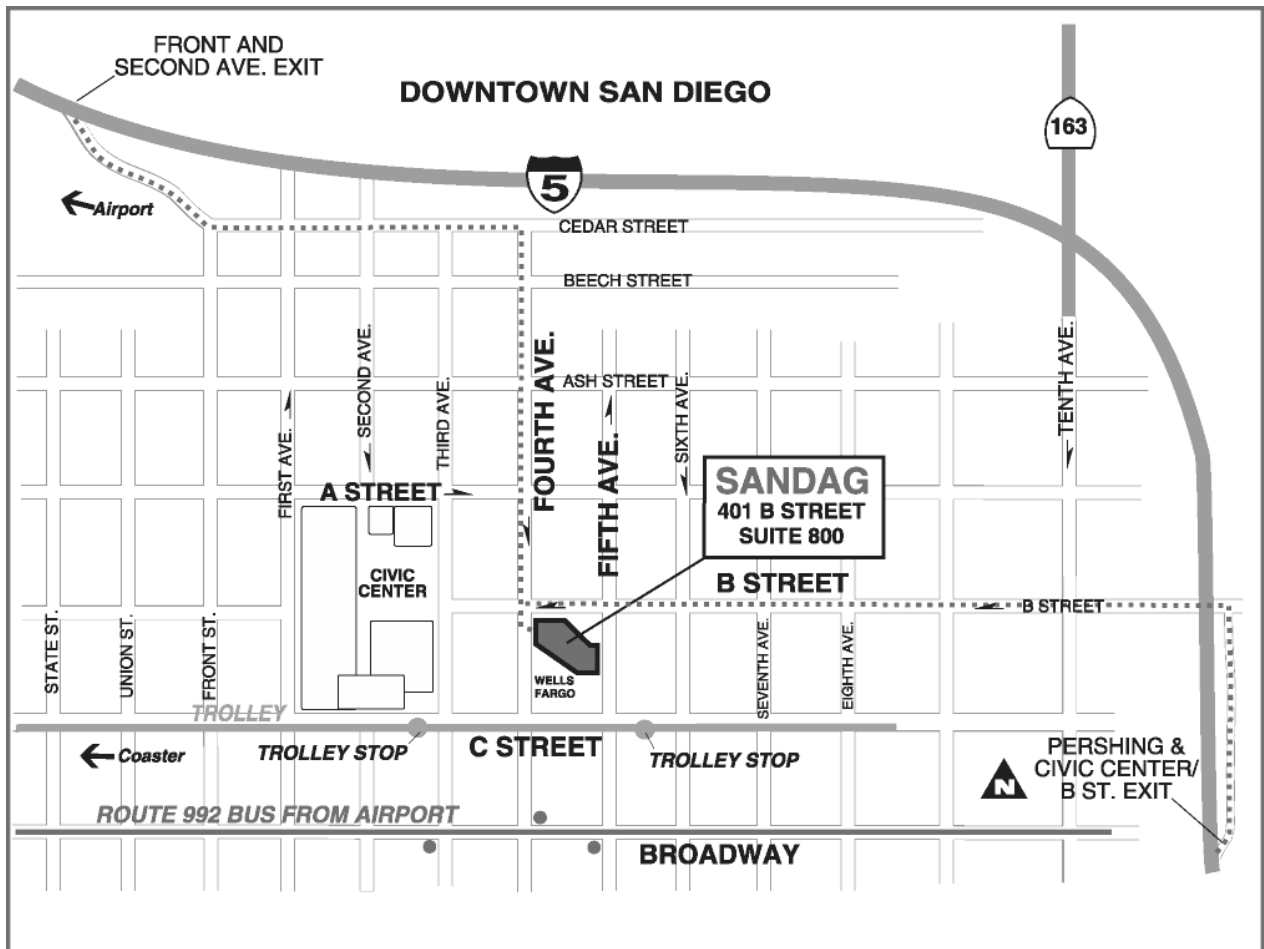 FRONT AND
SECOND AVE. EXIT
DOWNTOWN SAN DIEGO
163
5
Airport
CEDAR STREET
BEECH STREET
ASH STREET
FIRST AVE.
SECOND AVE.
THIRD AVE.
FOURTH AVE.
FIFTH AVE.
SIXTH AVE.
TENTH AVE.
A STREET
SANDAG
401 B STREET
SUITE 800
CIVIC
CENTER
B STREET
B STREET
STATE ST.
UNION ST.
FRONT ST.
SEVENTH AVE.
EIGHTH AVE.
WELLS
FARGO
TROLLEY
Coaster
TROLLEY STOP
C STREET
TROLLEY STOP
N
PERSHING &
CIVIC CENTER/
B ST. EXIT
ROUTE 992 BUS FROM AIRPORT
BROADWAY